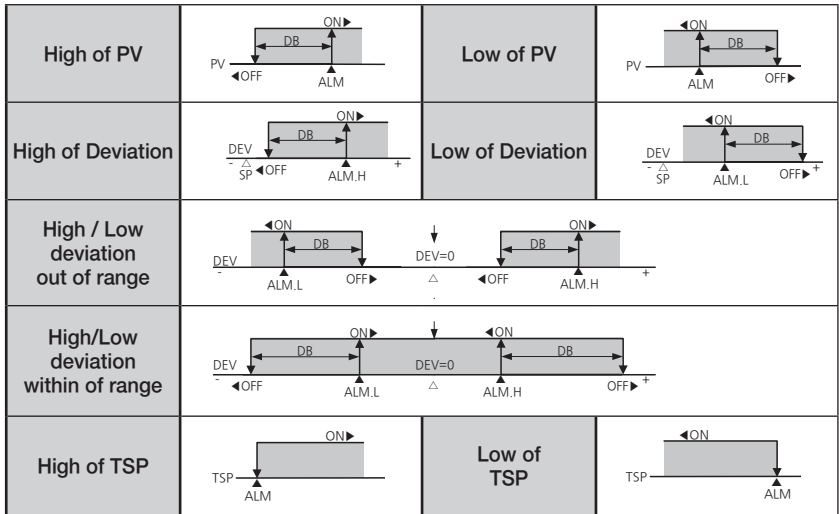 High of PV
ON▶
DB
PV
◀OFF
ALM
Low of PV
◀ON
DB
PV
ALM
OFF▶
High of Deviation
ON▶
DB
DEV
-
SP
◀OFF
ALM.H
+
Low of Deviation
◀ON
DB
DEV
-
SP
ALM.L
OFF▶
+
High / Low
deviation
out of range
◀ON
ON▶
DB
DEV=0
DB
DEV
-
ALM.L
OFF▶
◀OFF
ALM.H
+
High/Low
deviation
within of range
ON▶
◀ON
DB
DB
DEV
DEV=0
-
◀OFF
ALM.L
ALM.H
OFF▶
+
High of TSP
ON▶
TSP
ALM
Low of
TSP
◀ON
TSP
ALM